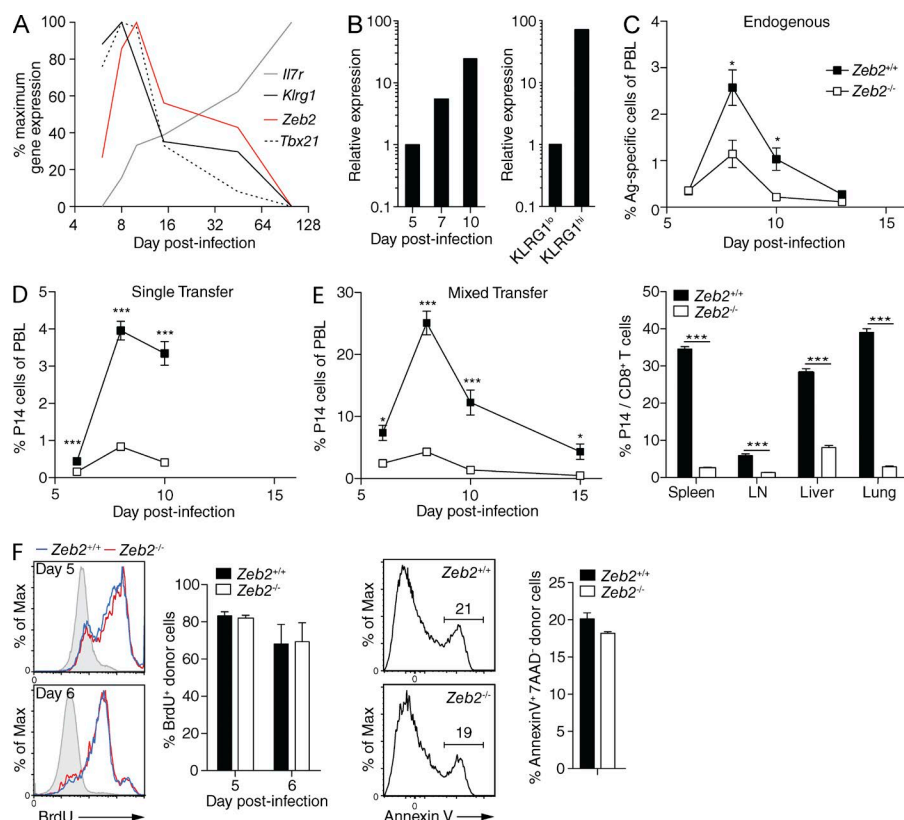 A
% maximum
gene expression
100
80
60
40
20
0
4 8 16 32 64 128
Day post-infection
Il7r
Klrg1
Zeb2
Tbx21
B
Relative expression
100
10
1
0.1
5 7 10
Day post-infection
Relative expression
100
10
1
0.1
KLRG1lo
KLRG1hi
C
Endogenous
% Ag-specific cells of PBL
4
3
2
1
0
5 10 15
Day post-infection
* *
Zeb2+/+
Zeb2-/-
D
Single Transfer
% P14 cells of PBL
5
4
3
2
1
0
5 10 15
Day post-infection
*** *** ***
E
Mixed Transfer
% P14 cells of PBL
30
20
10
0
5 10 15
Day post-infection
* *** *** *
% P14 / CD8+ T cells
50
40
30
20
10
0
Zeb2+/+
Zeb2-/-
*** *** *** ***
Spleen LN Liver Lung
F
Zeb2+/+ Zeb2-/-
Day 5
% of Max
0
Day 6
% of Max
0
BrdU
% BrdU+ donor cells
100
80
60
40
20
0
Zeb2+/+
Zeb2-/-
5 6
Day post-infection
% of Max
Zeb2+/+
21
0
% of Max
Zeb2-/-
19
0
Annexin V
% AnnexinV+7AAD- donor cells
25
20
15
10
5
0
Zeb2+/+
Zeb2-/-